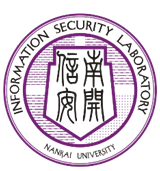 INFORMATION SECURITY LABORATORY
南開
信安
NANKAI UNIVERSITY